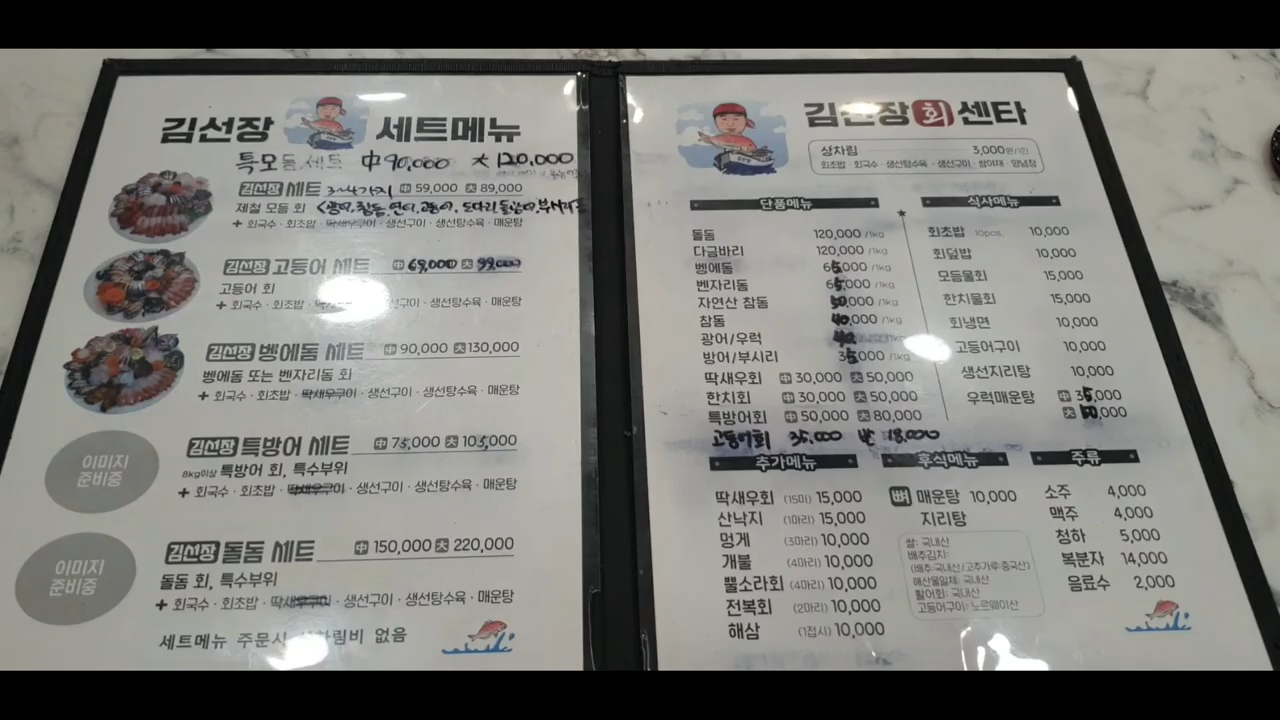 김선장 세트메뉴
특모듬세트 中 90,000 大 120,000
김선장 세트 中 59,000 大 89,000
제철 모듬 회
+ 회국수 · 회초밥 · 딱새우구이 · 생선구이 · 생선탕수육 · 매운탕
김선장 고등어 세트 中 69,000 大 99,000
고등어 회
+ 회국수 · 회초밥 · 생선구이 · 생선탕수육 · 매운탕
김선장 벵에돔 세트 中 90,000 大 130,000
벵에돔 또는 벤자리돔 회
+ 회국수 · 회초밥 · 딱새우구이 · 생선구이 · 생선탕수육 · 매운탕
이미지
준비중
김선장 특방어 세트 中 75,000 大 105,000
8kg이상 특방어 회, 특수부위
+ 회국수 · 회초밥 · 딱새우구이 · 생선구이 · 생선탕수육 · 매운탕
이미지
준비중
김선장 돌돔 세트 中 150,000 大 220,000
돌돔 회, 특수부위
+ 회국수 · 회초밥 · 딱새우구이 · 생선구이 · 생선탕수육 · 매운탕
세트메뉴 주문시 상차림비 없음
김선장 회 센타
상차림 3,000원/1인
회초밥 · 회국수 · 생선탕수육 · 생선구이 · 쌈야채 · 양념장
단품메뉴
돌돔 120,000 /1kg
다금바리 120,000 /1kg
벵에돔 65,000 /1kg
벤자리돔 65,000 /1kg
자연산 참돔 50,000 /1kg
참돔 40,000 /1kg
광어/우럭 /1kg
방어/부시리 35,000 /1kg
딱새우회 中 30,000 大 50,000
한치회 中 30,000 大 50,000
특방어회 中 50,000 大 80,000
고등어회 35,000 반 18,000
식사메뉴
회초밥 10pcs. 10,000
회덮밥 10,000
모듬물회 15,000
한치물회 15,000
회냉면 10,000
고등어구이 10,000
생선지리탕 10,000
우럭매운탕 中 35,000
大 ,000
추가메뉴
딱새우회 (15미) 15,000
산낙지 (1마리) 15,000
멍게 (3마리) 10,000
개불 (4마리) 10,000
뿔소라회 (4마리) 10,000
전복회 (2마리) 10,000
해삼 (1접시) 10,000
후식메뉴
뼈 매운탕 10,000
지리탕
쌀: 국내산
배추김치:
(배추:국내산/고추가루:중국산)
해산물일체: 국내산
활어회: 국내산
고등어구이: 노르웨이산
주류
소주 4,000
맥주 4,000
청하 5,000
복분자 14,000
음료수 2,000